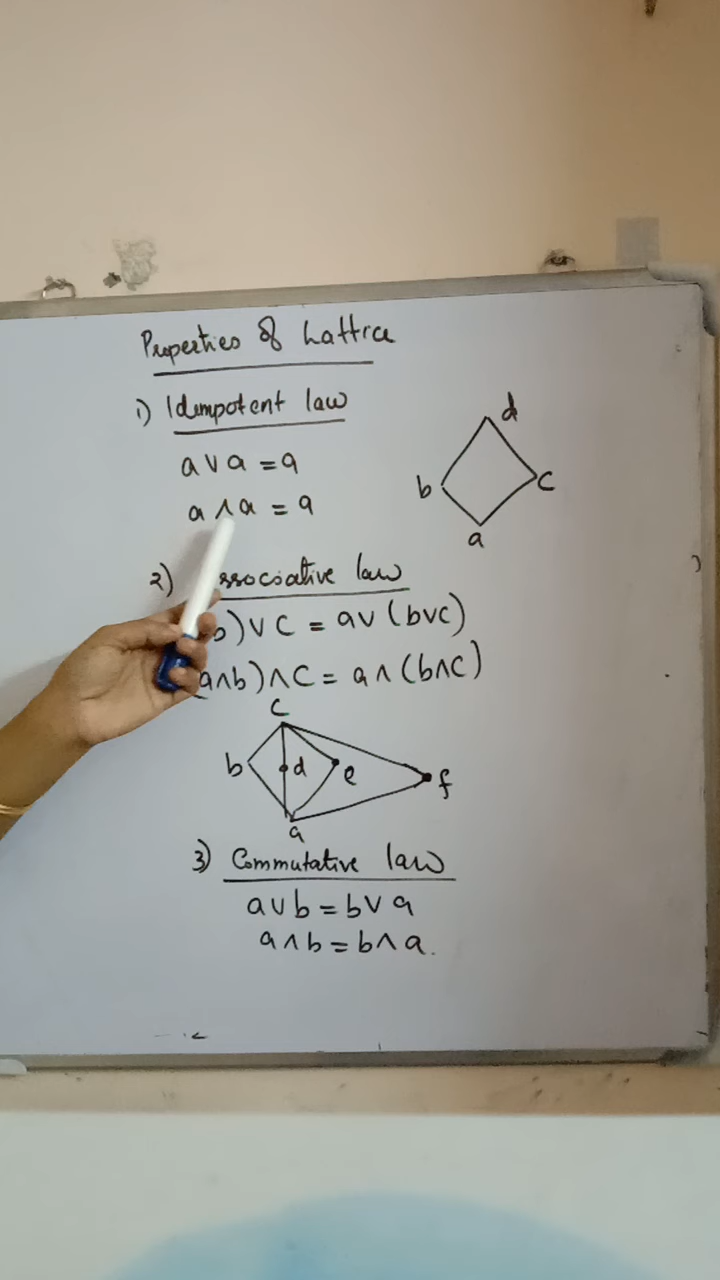 Properties of Lattice
1) Idempotent law
a ∨ a = a
a ∧ a = a
d
b
c
a
2) ssociative law
b) ∨ c = a ∨ (b ∨ c)
(a ∧ b) ∧ c = a ∧ (b ∧ c)
c
b
d
e
f
a
3) Commutative law
a ∨ b = b ∨ a
a ∧ b = b ∧ a.